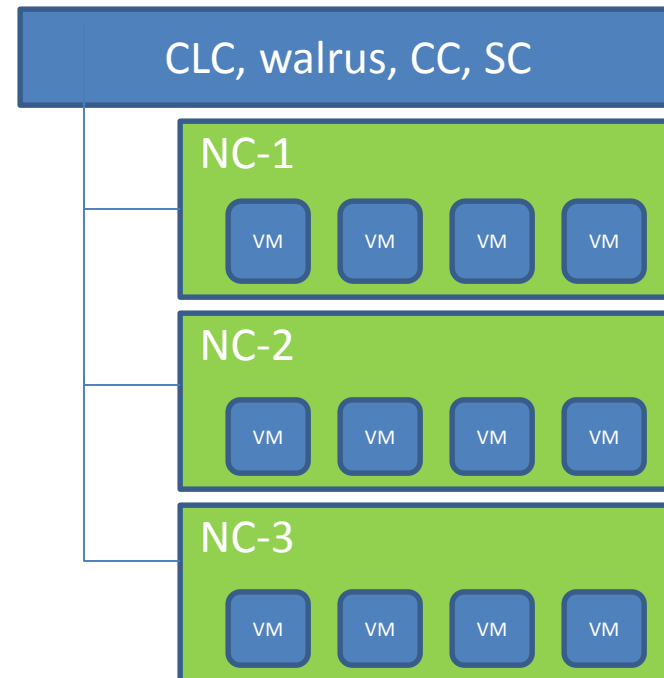 CLC, walrus, CC, SC
NC-1
VM VM VM VM
NC-2
VM VM VM VM
NC-3
VM VM VM VM